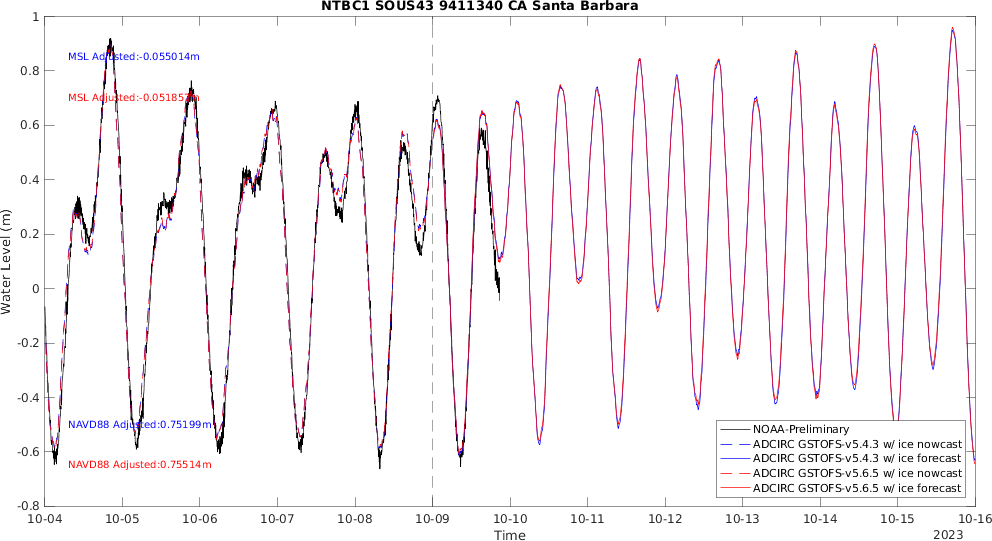 NTBC1 SOUS43 9411340 CA Santa Barbara
1
0.8
0.6
0.4
0.2
0
-0.2
-0.4
-0.6
-0.8
Water Level (m)
MSL Adjusted:-0.055014m
MSL Adjusted:-0.051857m
NAVD88 Adjusted:0.75199m
NAVD88 Adjusted:0.75514m
NOAA-Preliminary
ADCIRC GSTOFS-v5.4.3 w/ ice nowcast
ADCIRC GSTOFS-v5.4.3 w/ ice forecast
ADCIRC GSTOFS-v5.6.5 w/ ice nowcast
ADCIRC GSTOFS-v5.6.5 w/ ice forecast
10-04 10-05 10-06 10-07 10-08 10-09 10-10 10-11 10-12 10-13 10-14 10-15 10-16
Time
2023